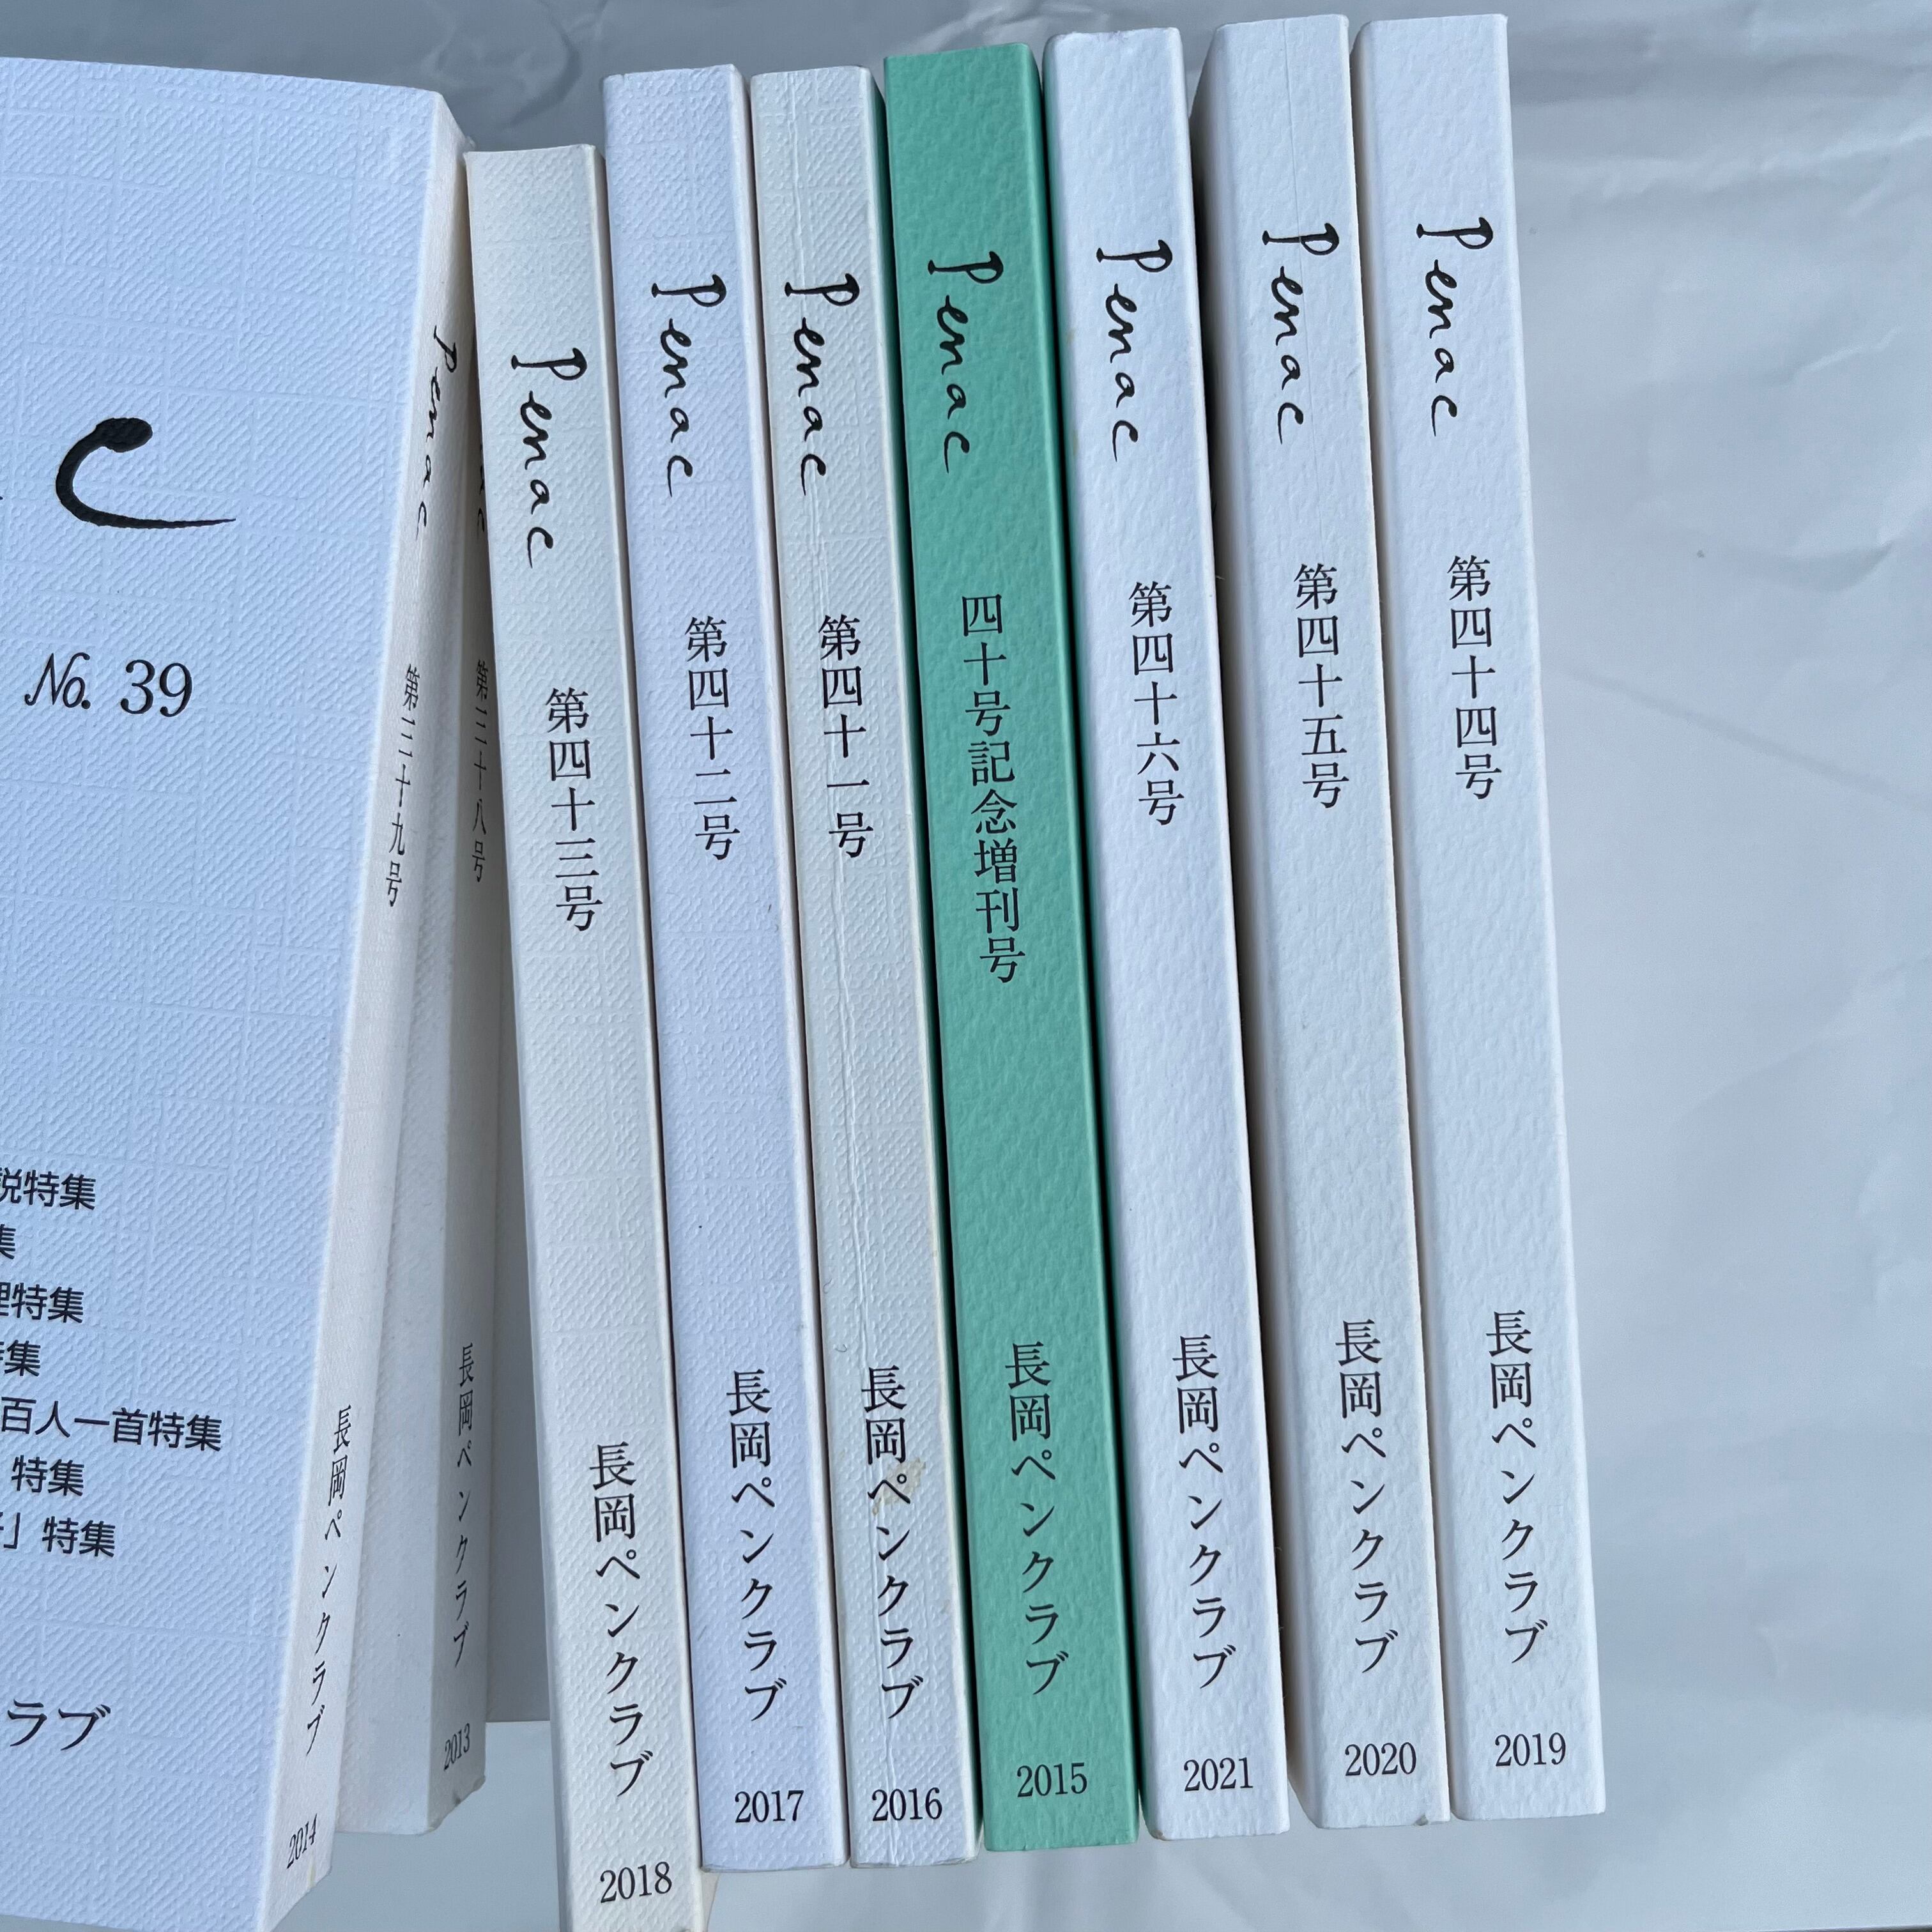 c
No. 39
説特集
集
理特集
特集
百人一首特集
特集
」特集
ラブ
Penac 第三十九号 長岡ペンクラブ 2014
第三十八号 長岡ペンクラブ 2013
Penac 第四十三号 長岡ペンクラブ 2018
Penac 第四十二号 長岡ペンクラブ 2017
Penac 第四十一号 長岡ペンクラブ 2016
Penac 四十号記念増刊号 長岡ペンクラブ 2015
Penac 第四十六号 長岡ペンクラブ 2021
Penac 第四十五号 長岡ペンクラブ 2020
Penac 第四十四号 長岡ペンクラブ 2019